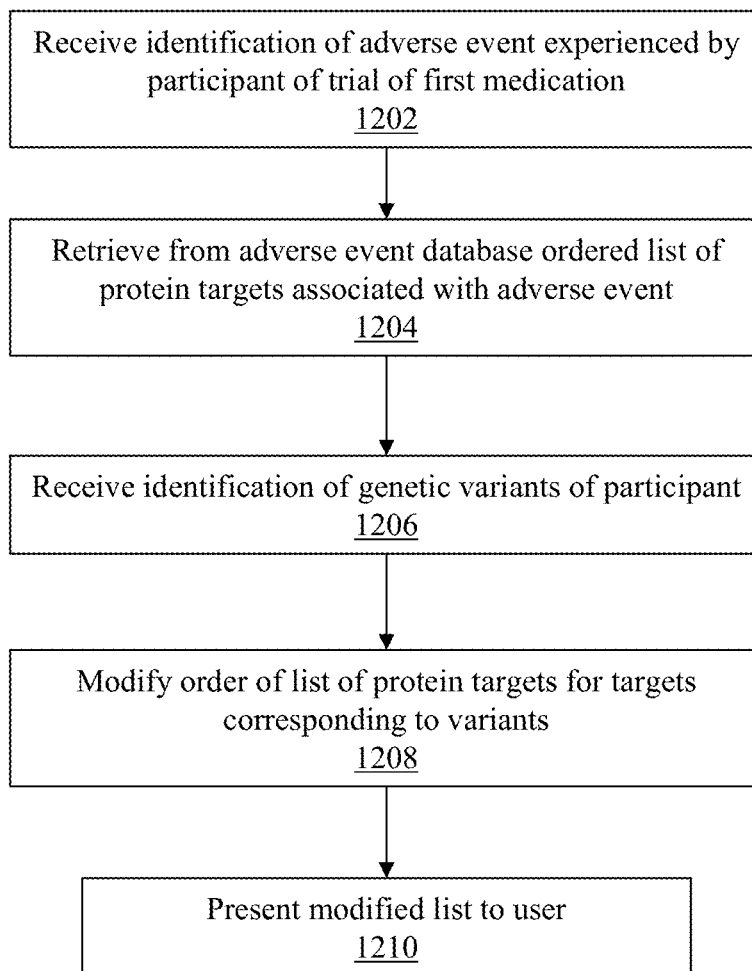 Receive identification of adverse event experienced by
participant of trial of first medication
1202
Retrieve from adverse event database ordered list of
protein targets associated with adverse event
1204
Receive identification of genetic variants of participant
1206
Modify order of list of protein targets for targets
corresponding to variants
1208
Present modified list to user
1210